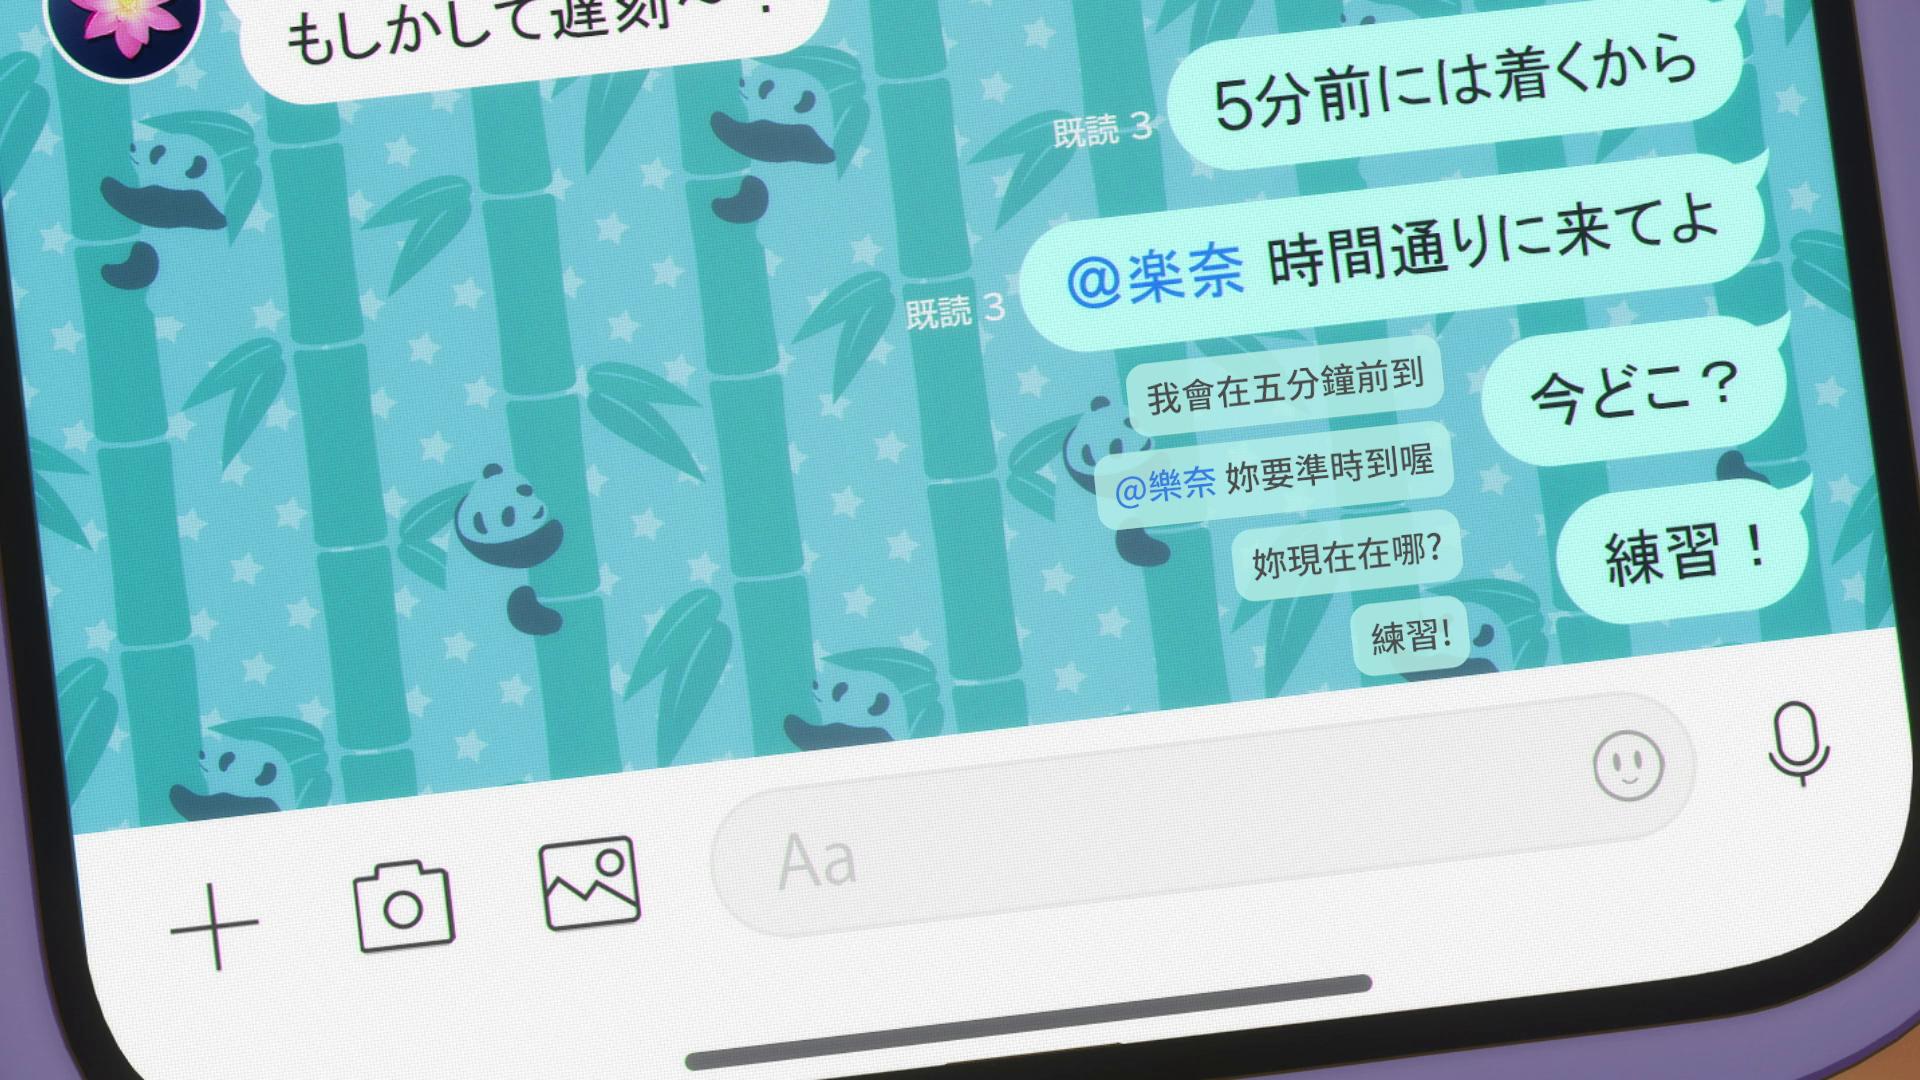 もしかして遅刻〜？
5分前には着くから
既読 3
@楽奈 時間通りに来てよ
既読 3
今どこ？
練習！
我會在五分鐘前到
@樂奈 妳要準時到喔
妳現在在哪?
練習!
Aa